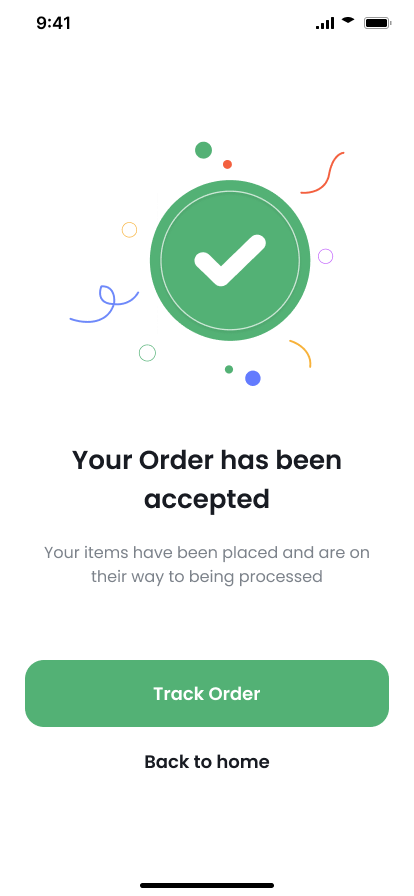 9:41
Your Order has been
accepted
Your items have been placed and are on
their way to being processed
Track Order
Back to home